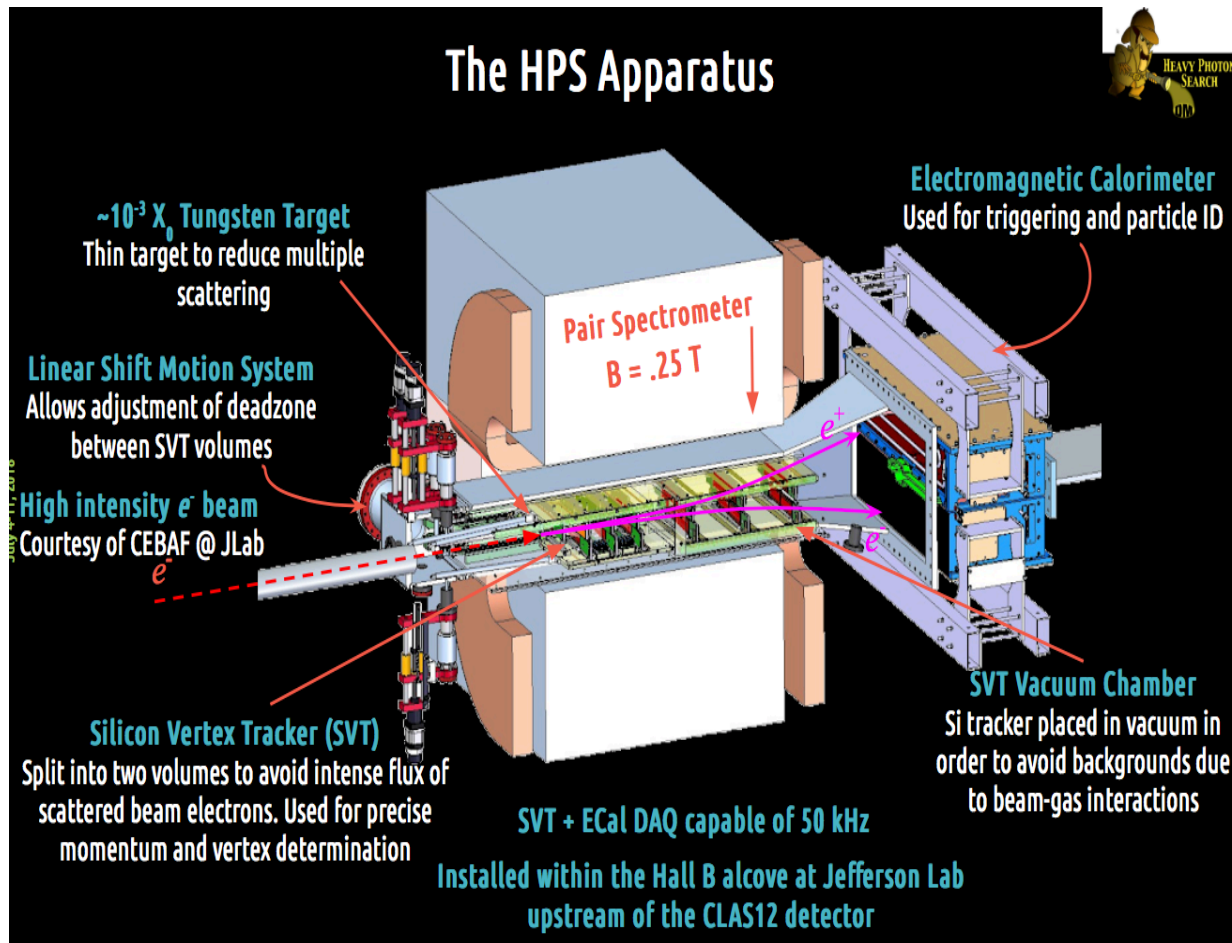 The HPS Apparatus
HEAVY PHOTON
SEARCH
DM
~10⁻³ X₀ Tungsten Target
Thin target to reduce multiple
scattering
Electromagnetic Calorimeter
Used for triggering and particle ID
Pair Spectrometer
B = .25 T
Linear Shift Motion System
Allows adjustment of deadzone
between SVT volumes
e⁺
High intensity e⁻ beam
Courtesy of CEBAF @ JLab
e⁻
e⁻
Silicon Vertex Tracker (SVT)
Split into two volumes to avoid intense flux of
scattered beam electrons. Used for precise
momentum and vertex determination
SVT Vacuum Chamber
Si tracker placed in vacuum in
order to avoid backgrounds due
to beam-gas interactions
SVT + ECal DAQ capable of 50 kHz
Installed within the Hall B alcove at Jefferson Lab
upstream of the CLAS12 detector